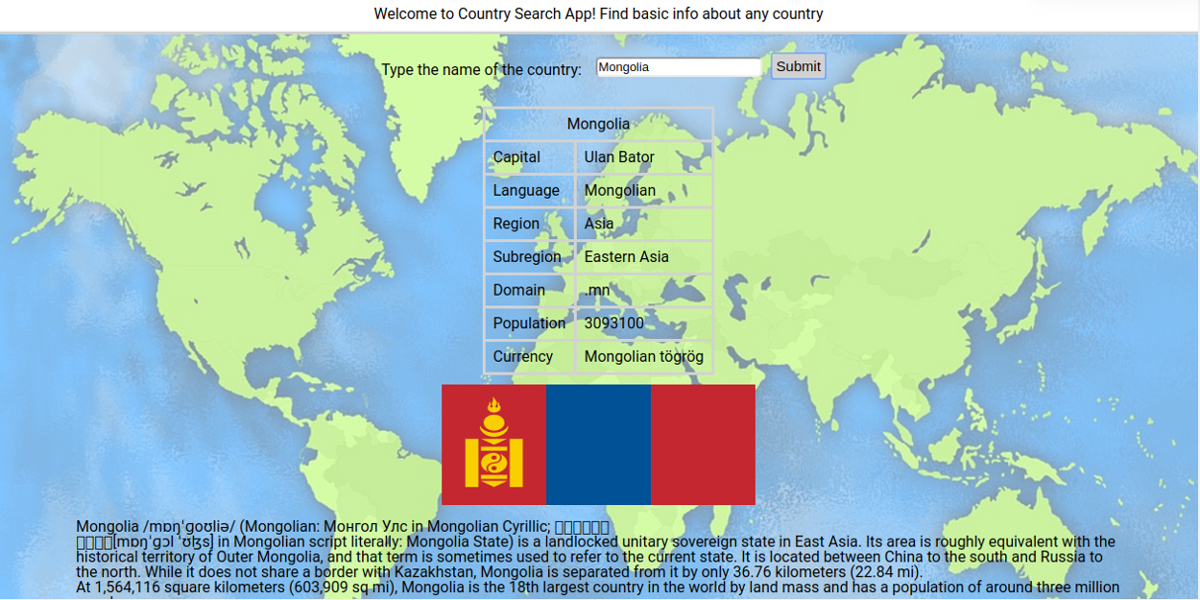 Welcome to Country Search App! Find basic info about any country
Type the name of the country: Mongolia Submit
Mongolia
Capital Ulan Bator
Language Mongolian
Region Asia
Subregion Eastern Asia
Domain .mn
Population 3093100
Currency Mongolian tögrög
Mongolia /mɒŋˈɡoʊliə/ (Mongolian: Монгол Улс in Mongolian Cyrillic;
[mɒŋˈɡɔl ˈʊɮs] in Mongolian script literally: Mongolia State) is a landlocked unitary sovereign state in East Asia. Its area is roughly equivalent with the
historical territory of Outer Mongolia, and that term is sometimes used to refer to the current state. It is located between China to the south and Russia to
the north. While it does not share a border with Kazakhstan, Mongolia is separated from it by only 36.76 kilometers (22.84 mi).
At 1,564,116 square kilometers (603,909 sq mi), Mongolia is the 18th largest country in the world by land mass and has a population of around three million